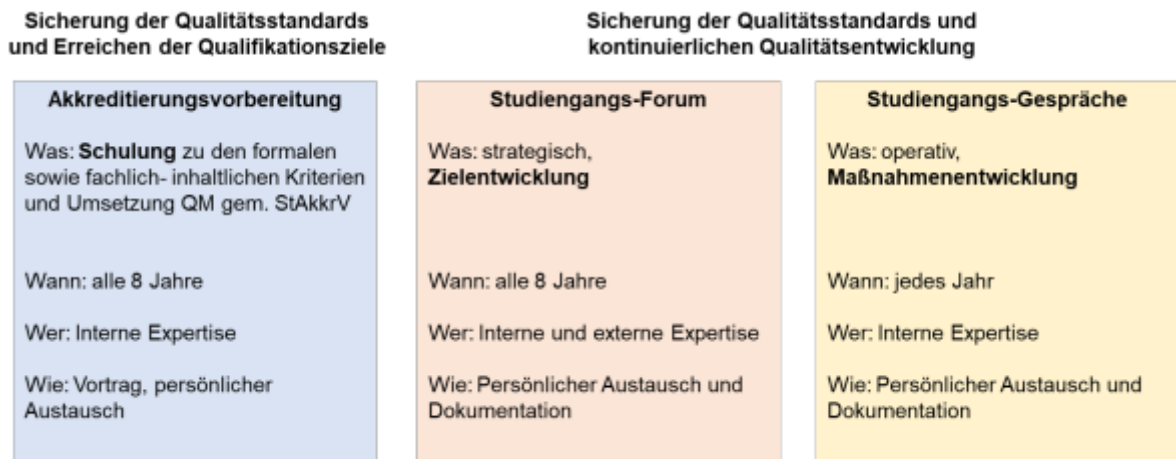 Sicherung der Qualitätsstandards
und Erreichen der Qualifikationsziele
Sicherung der Qualitätsstandards und
kontinuierlichen Qualitätsentwicklung
Akkreditierungsvorbereitung
Was: Schulung zu den formalen
sowie fachlich- inhaltlichen Kriterien
und Umsetzung QM gem. StAkkrV
Wann: alle 8 Jahre
Wer: Interne Expertise
Wie: Vortrag, persönlicher
Austausch
Studiengangs-Forum
Was: strategisch,
Zielentwicklung
Wann: alle 8 Jahre
Wer: Interne und externe Expertise
Wie: Persönlicher Austausch und
Dokumentation
Studiengangs-Gespräche
Was: operativ,
Maßnahmenentwicklung
Wann: jedes Jahr
Wer: Interne Expertise
Wie: Persönlicher Austausch und
Dokumentation